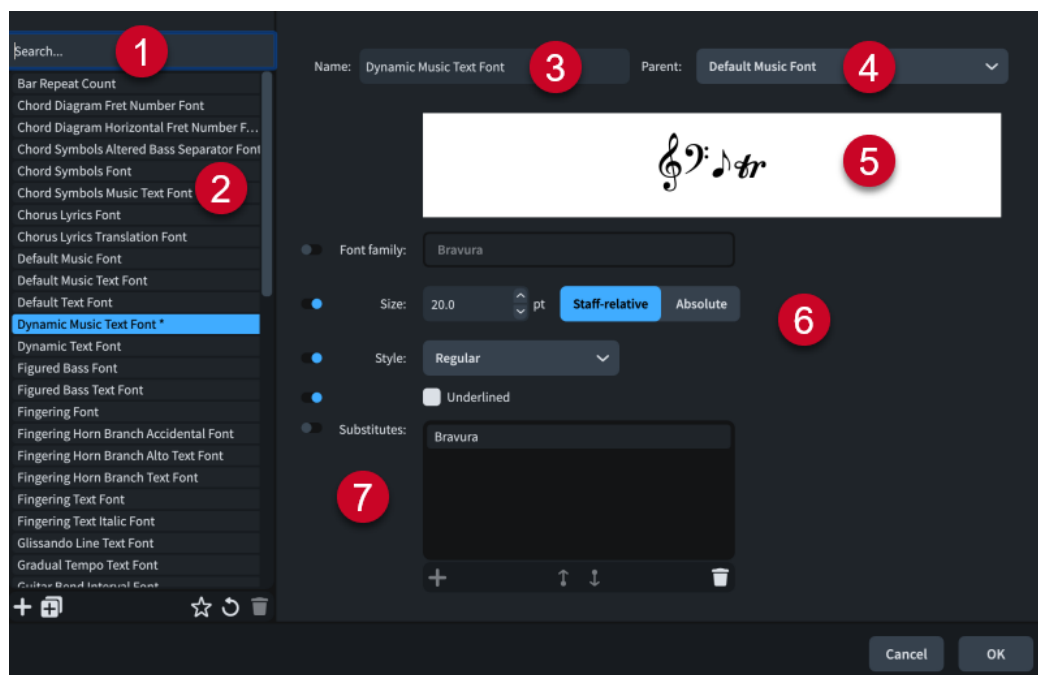 Search...
1
Bar Repeat Count
Chord Diagram Fret Number Font
Chord Diagram Horizontal Fret Number F...
Chord Symbols Altered Bass Separator Font
Chord Symbols Font
Chord Symbols Music Text Font
2
Chorus Lyrics Font
Chorus Lyrics Translation Font
Default Music Font
Default Music Text Font
Default Text Font
Dynamic Music Text Font *
Dynamic Text Font
Figured Bass Font
Figured Bass Text Font
Fingering Font
Fingering Horn Branch Accidental Font
Fingering Horn Branch Alto Text Font
Fingering Horn Branch Text Font
Fingering Text Font
Fingering Text Italic Font
Glissando Line Text Font
Gradual Tempo Text Font
Guitar Bend Interval Font
Name: Dynamic Music Text Font 3 Parent: Default Music Font 4
tr 5
Font family: Bravura
Size: 20.0 pt Staff-relative Absolute 6
Style: Regular
Underlined
Substitutes: Bravura
7
Cancel OK